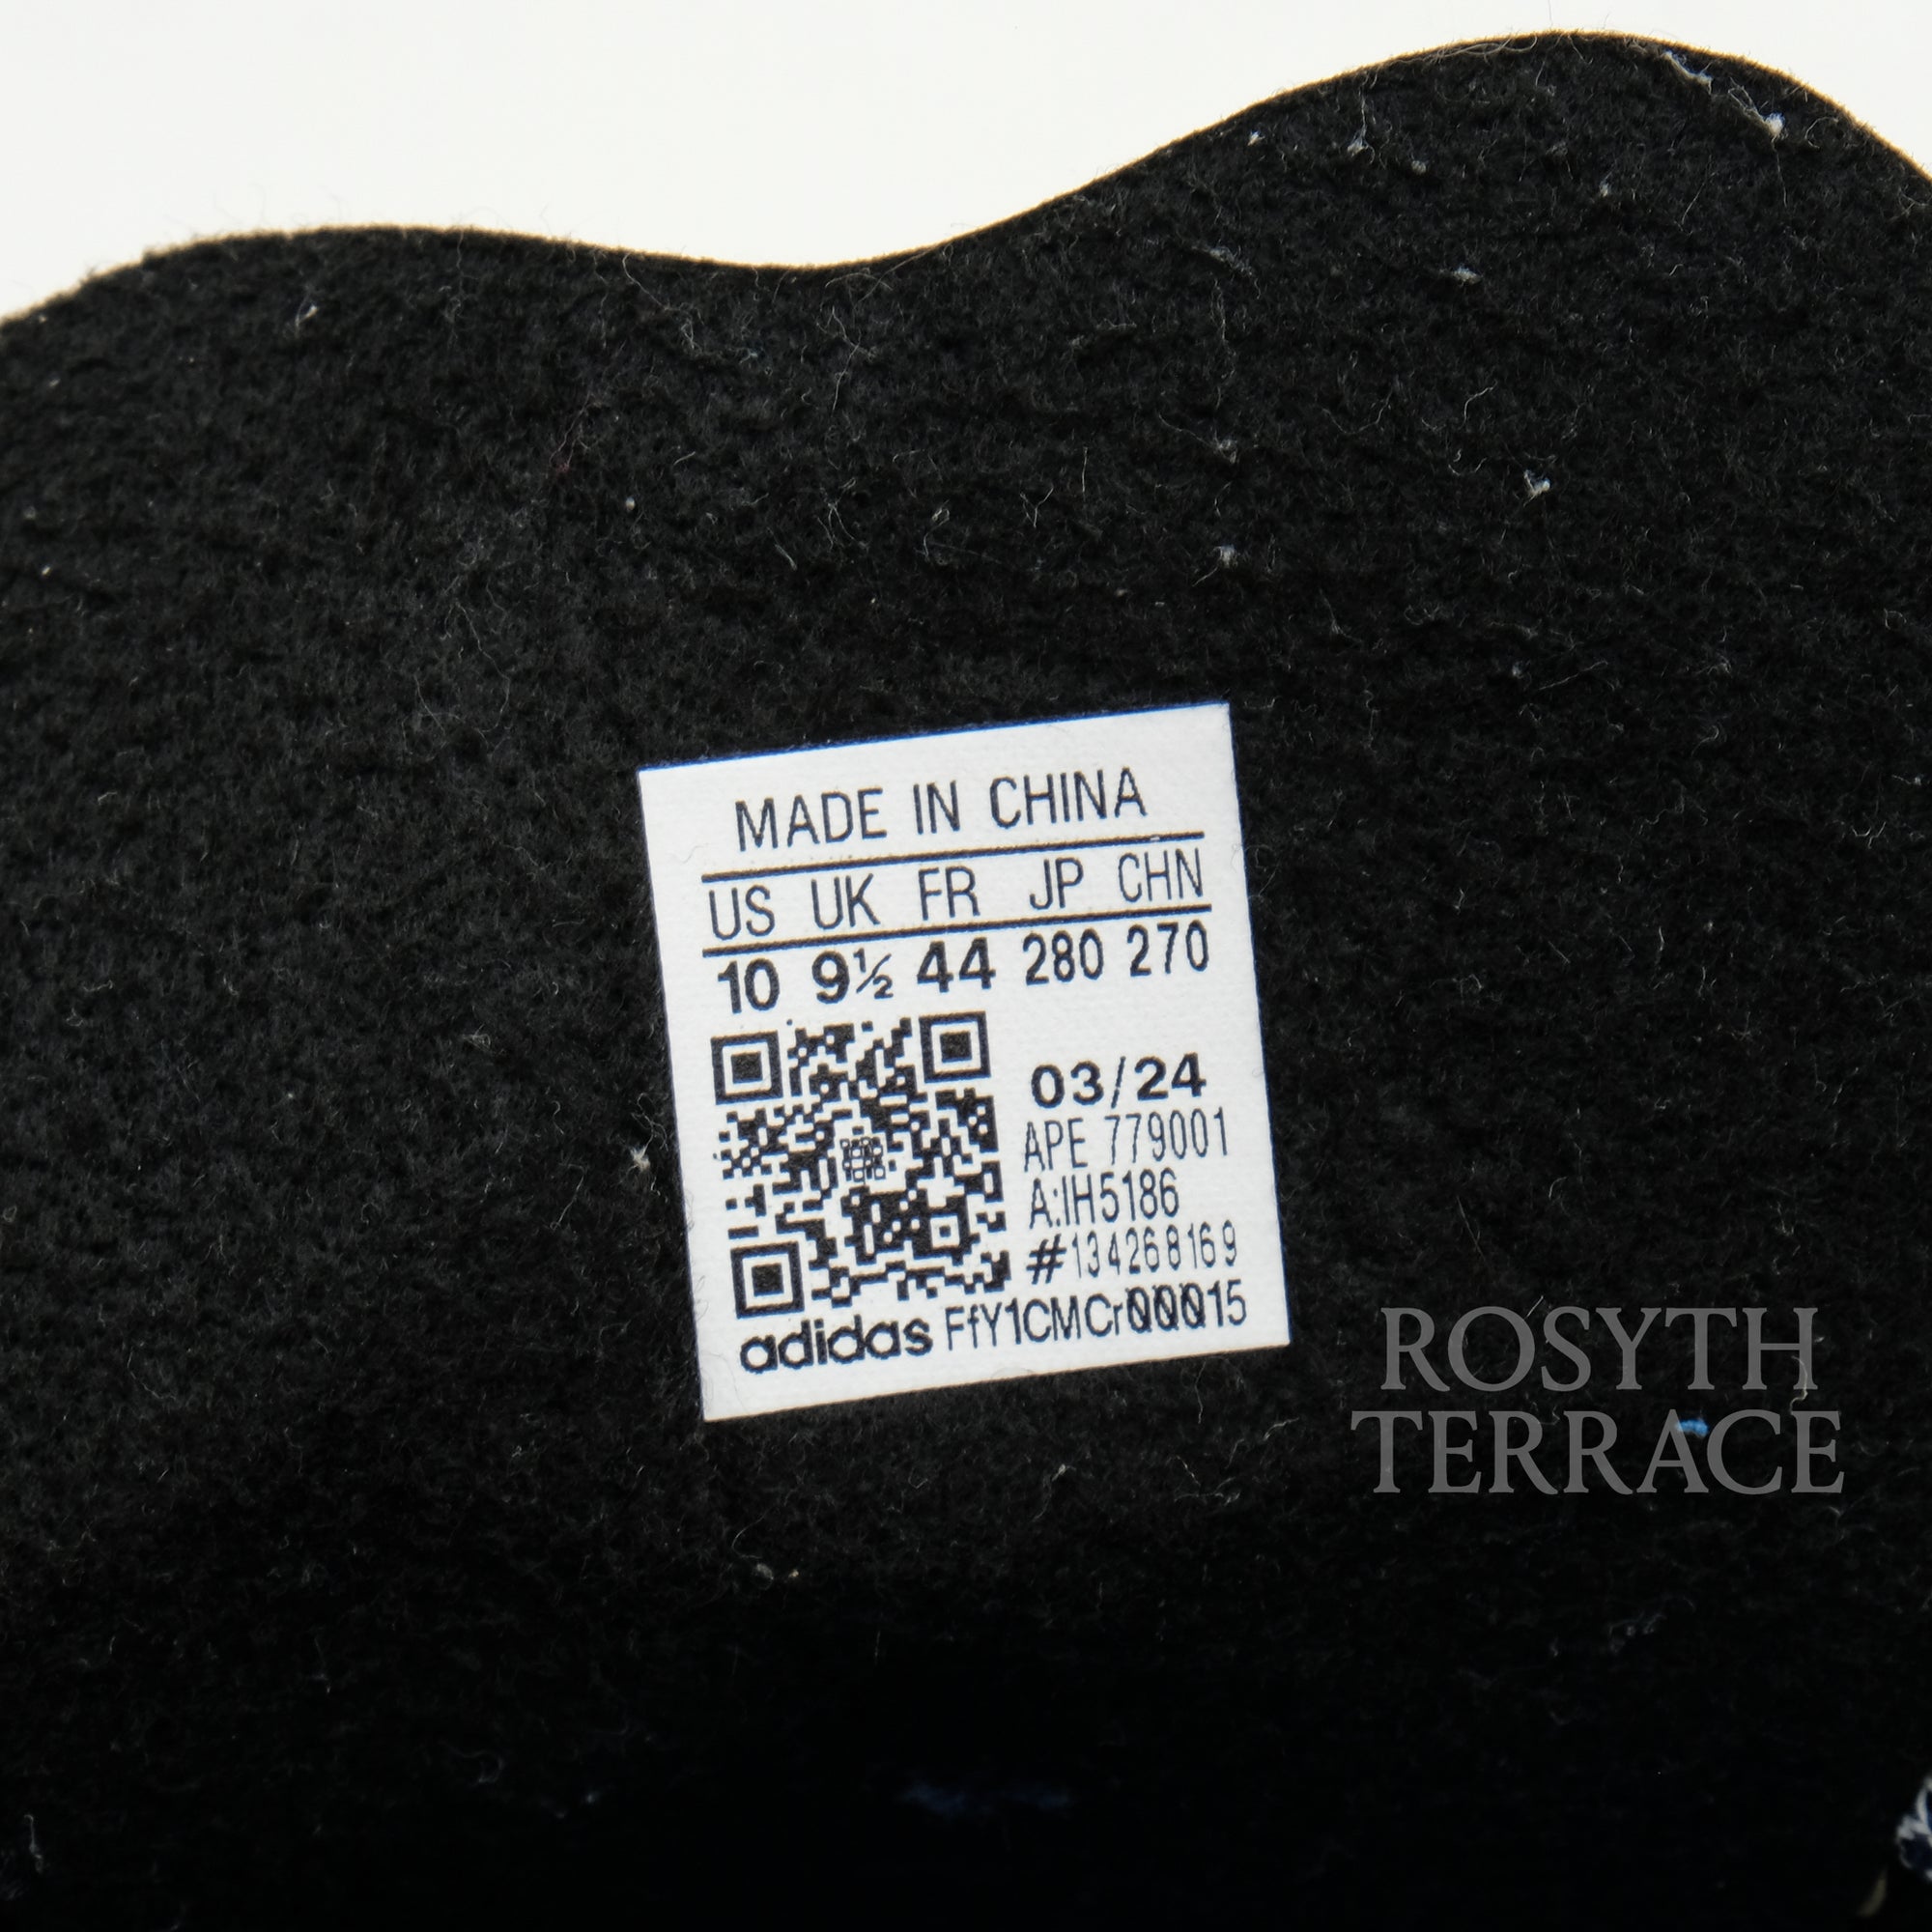 MADE IN CHINA
US UK FR JP CHN
10 9½ 44 280 270
03/24
APE 779001
A:IH5186
#134268169
adidas FfY1CMCr00015
ROSYTH
TERRACE